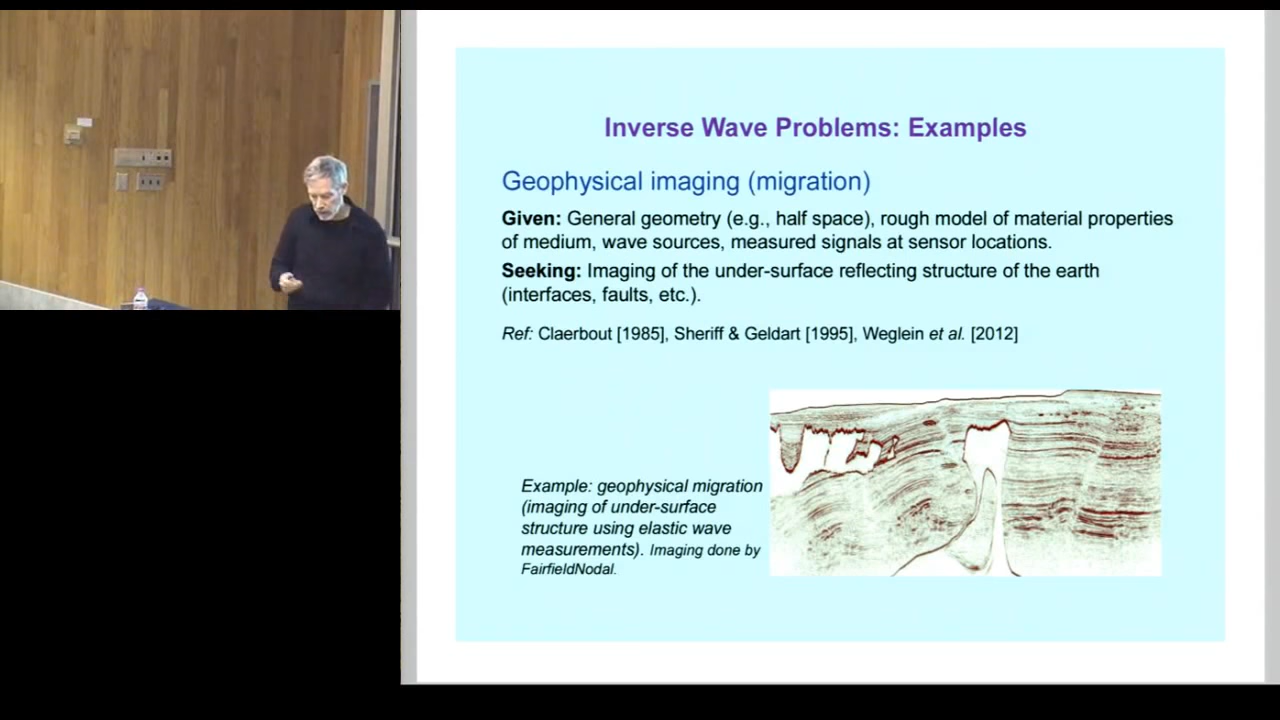 Inverse Wave Problems: Examples
Geophysical imaging (migration)
Given: General geometry (e.g., half space), rough model of material properties
of medium, wave sources, measured signals at sensor locations.
Seeking: Imaging of the under-surface reflecting structure of the earth
(interfaces, faults, etc.).
Ref: Claerbout [1985], Sheriff & Geldart [1995], Weglein et al. [2012]
Example: geophysical migration
(imaging of under-surface
structure using elastic wave
measurements). Imaging done by
FairfieldNodal.